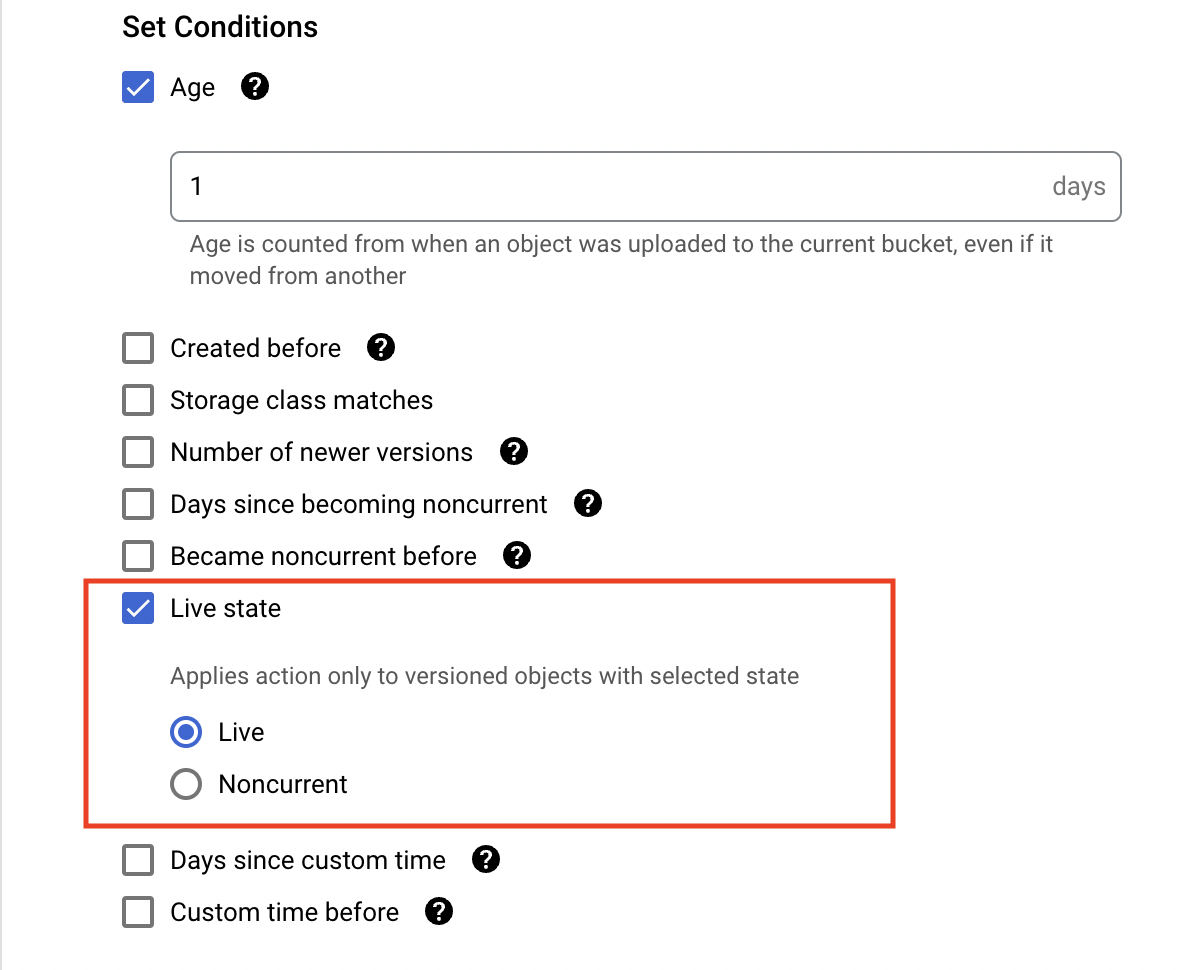 Set Conditions
Age ?
1 days
Age is counted from when an object was uploaded to the current bucket, even if it
moved from another
Created before ?
Storage class matches
Number of newer versions ?
Days since becoming noncurrent ?
Became noncurrent before ?
Live state
Applies action only to versioned objects with selected state
Live
Noncurrent
Days since custom time ?
Custom time before ?